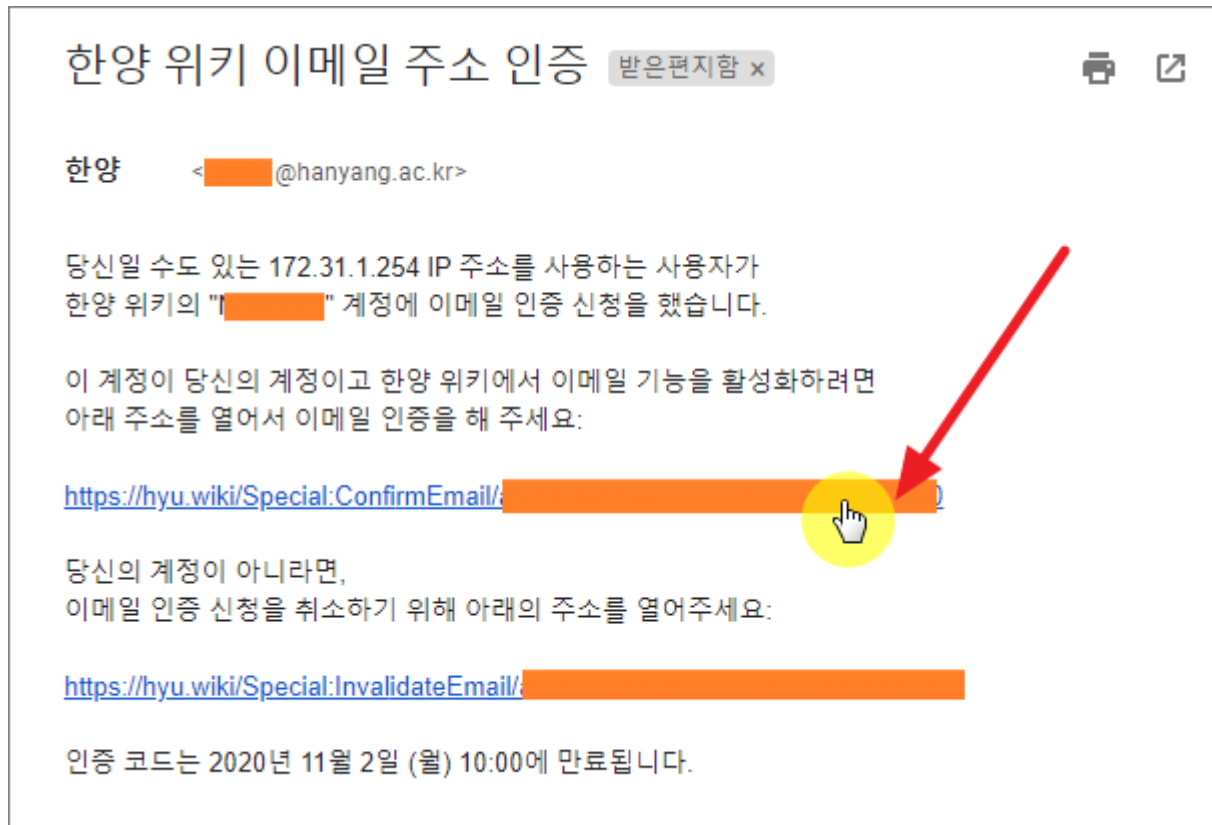 한양 위키 이메일 주소 인증 받은편지함 x
한양 < @hanyang.ac.kr>
당신일 수도 있는 172.31.1.254 IP 주소를 사용하는 사용자가
한양 위키의 " " 계정에 이메일 인증 신청을 했습니다.
이 계정이 당신의 계정이고 한양 위키에서 이메일 기능을 활성화하려면
아래 주소를 열어서 이메일 인증을 해 주세요:
https://hyu.wiki/Special:ConfirmEmail/
당신의 계정이 아니라면,
이메일 인증 신청을 취소하기 위해 아래의 주소를 열어주세요:
https://hyu.wiki/Special:InvalidateEmail/
인증 코드는 2020년 11월 2일 (월) 10:00에 만료됩니다.